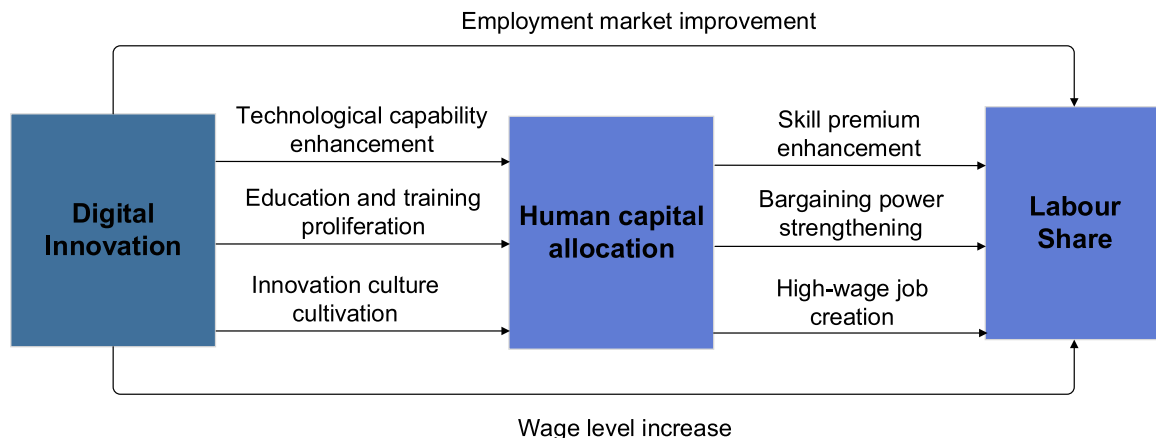 Employment market improvement
Technological capability
enhancement
Skill premium
enhancement
Digital
Innovation
Education and training
proliferation
Human capital
allocation
Bargaining power
strengthening
Labour
Share
Innovation culture
cultivation
High-wage job
creation
Wage level increase